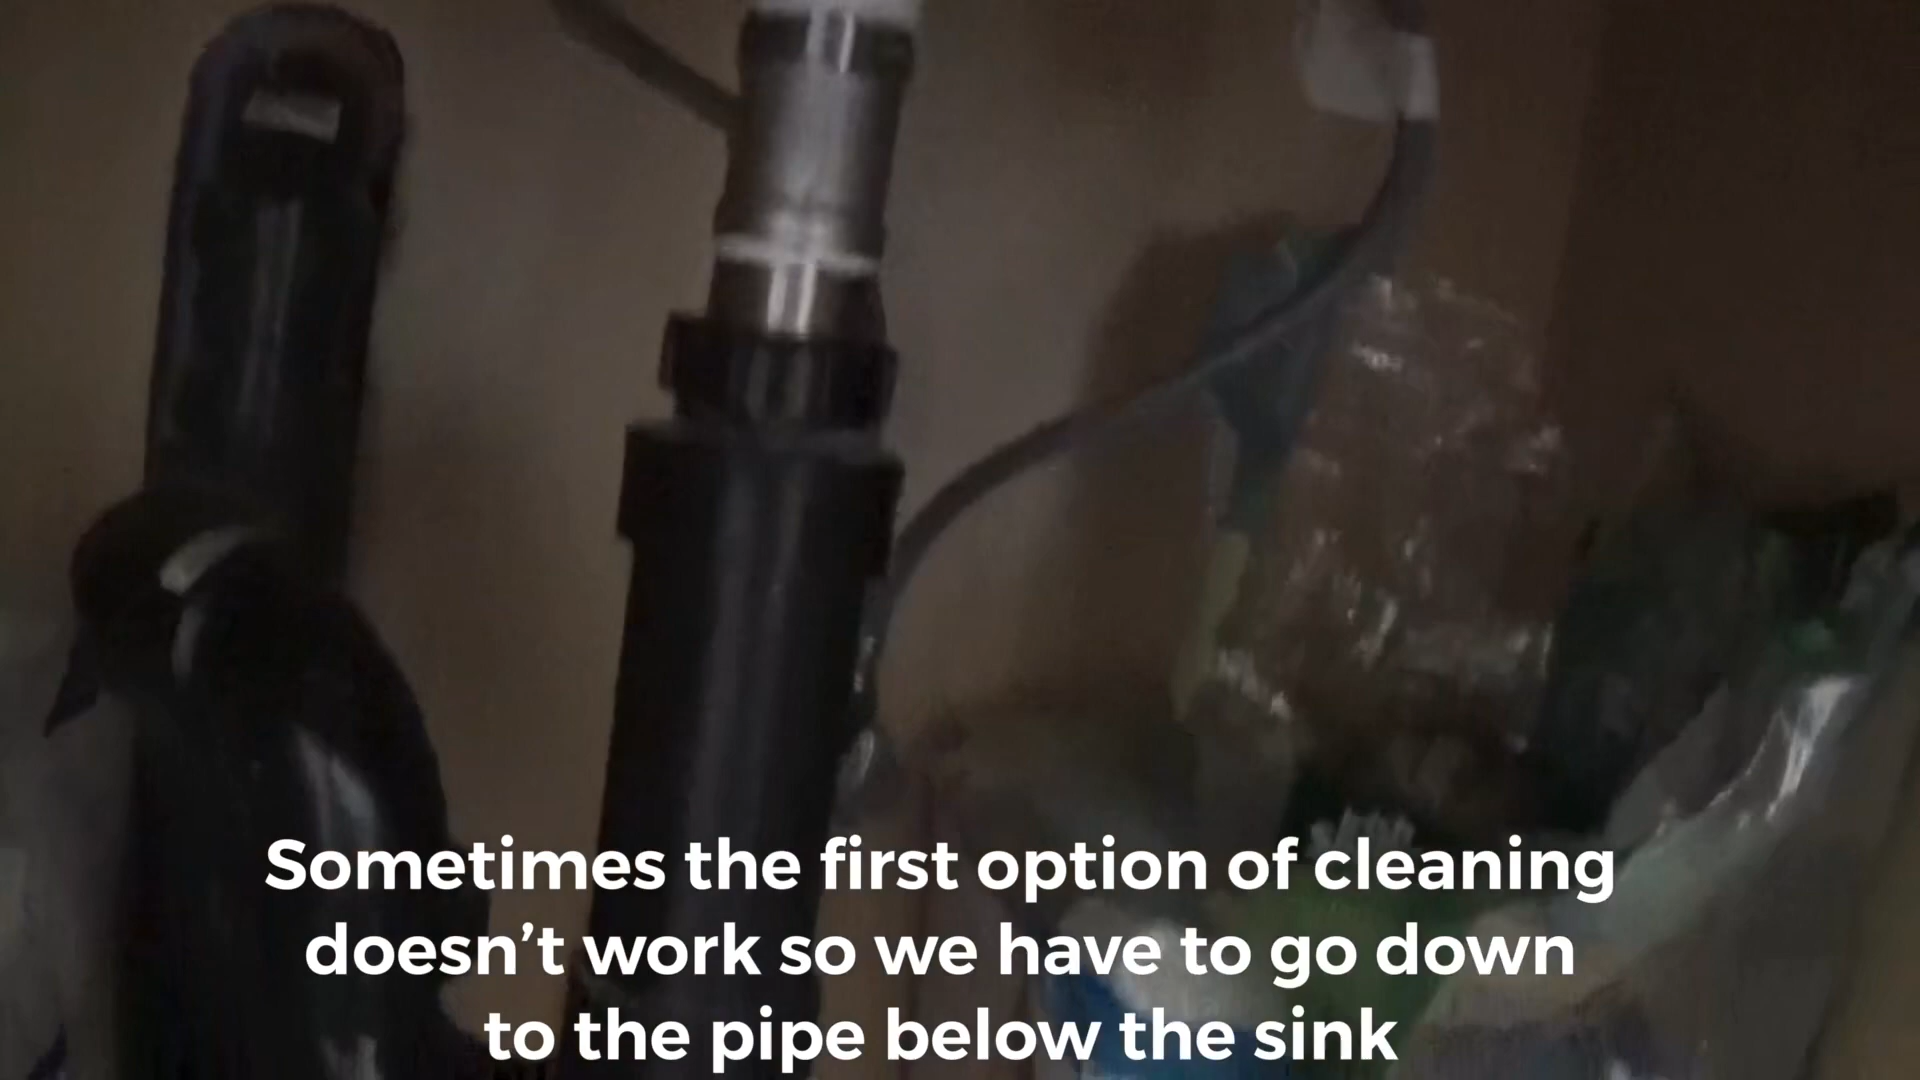 Sometimes the first option of cleaning
doesn’t work so we have to go down
to the pipe below the sink